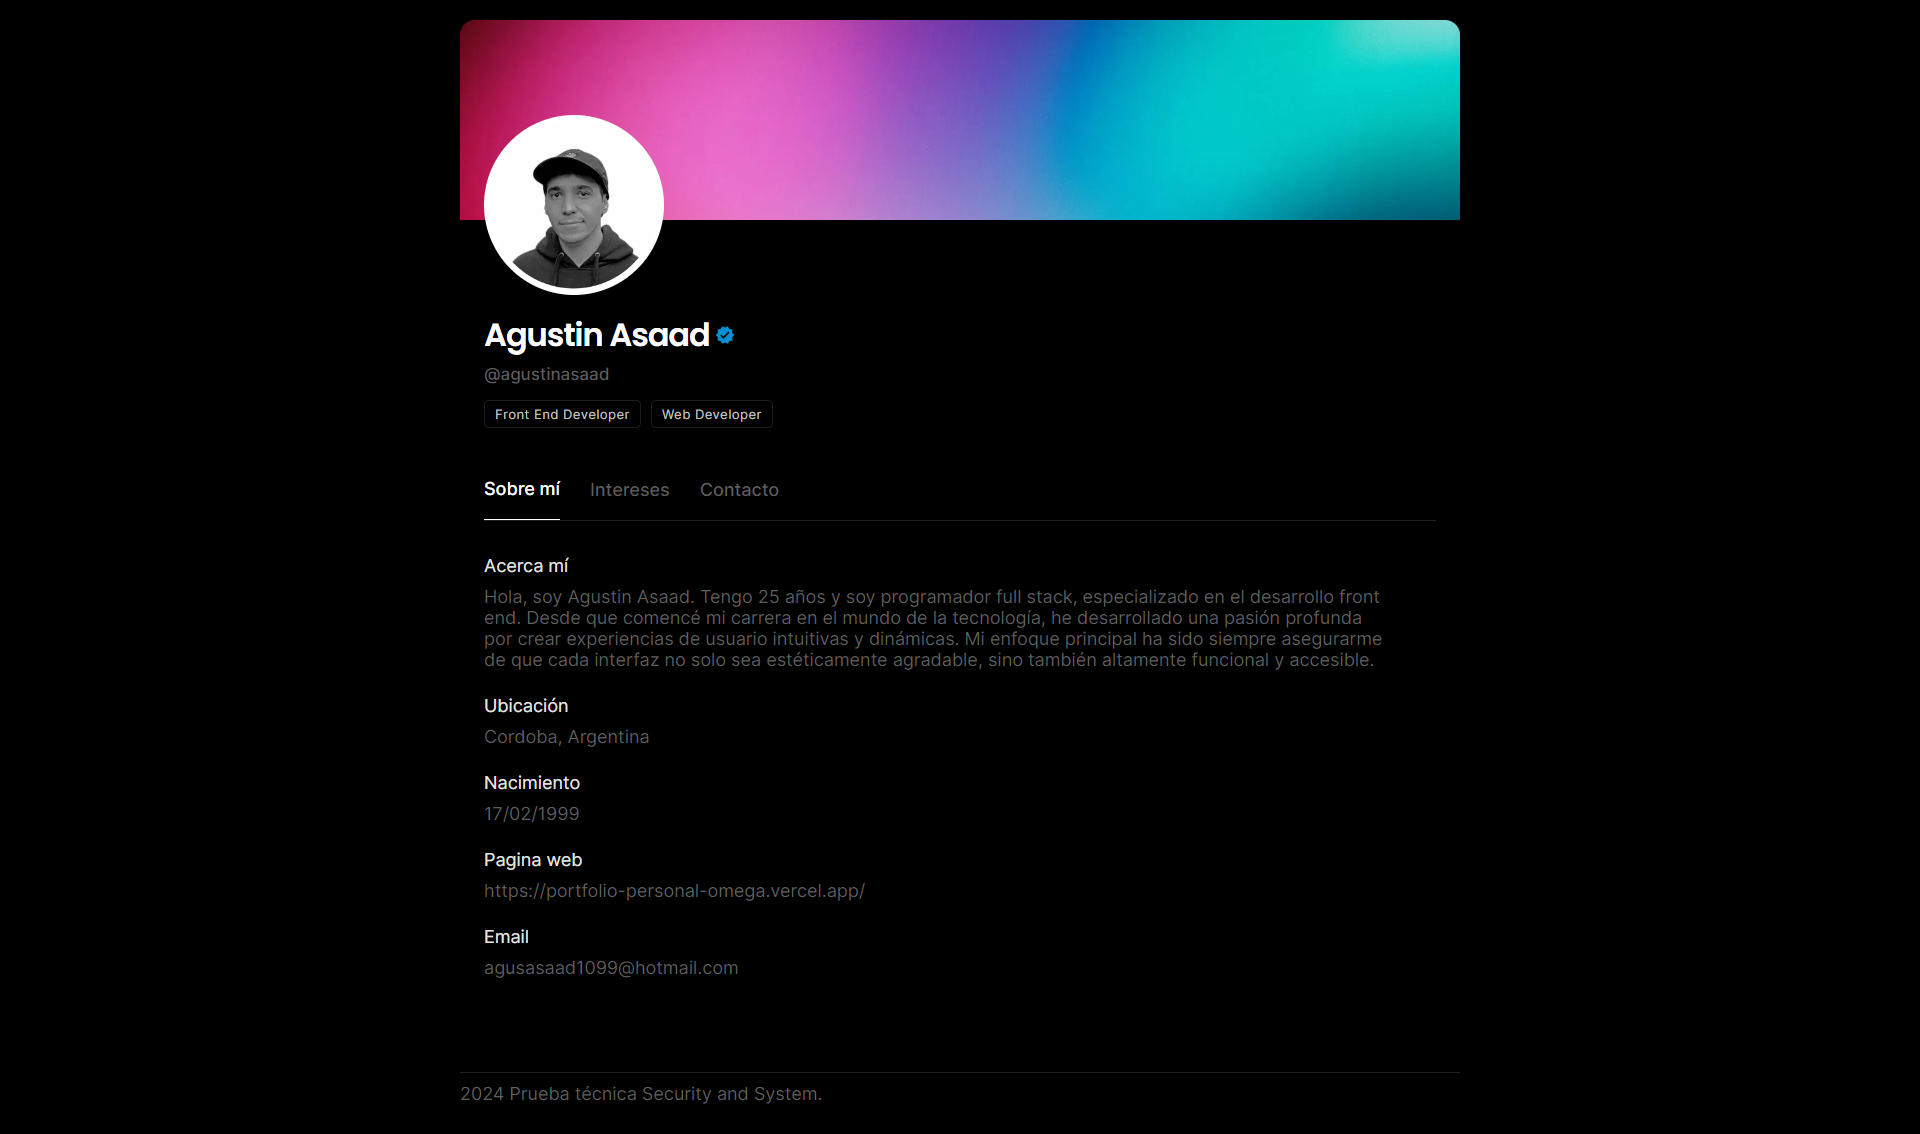 Agustin Asaad
@agustinasaad
Front End Developer
Web Developer
Sobre mí
Intereses
Contacto
Acerca mí
Hola, soy Agustin Asaad. Tengo 25 años y soy programador full stack, especializado en el desarrollo front
end. Desde que comencé mi carrera en el mundo de la tecnología, he desarrollado una pasión profunda
por crear experiencias de usuario intuitivas y dinámicas. Mi enfoque principal ha sido siempre asegurarme
de que cada interfaz no solo sea estéticamente agradable, sino también altamente funcional y accesible.
Ubicación
Cordoba, Argentina
Nacimiento
17/02/1999
Pagina web
https://portfolio-personal-omega.vercel.app/
Email
agusasaad1099@hotmail.com
2024 Prueba técnica Security and System.